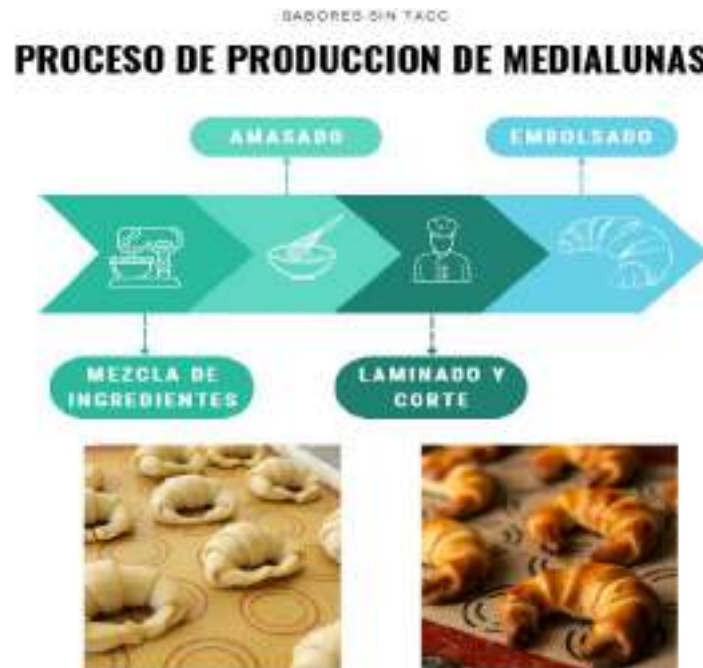 SABORES SIN TACC
PROCESO DE PRODUCCION DE MEDIALUNAS
AMASADO
EMBOLSADO
MEZCLA DE
INGREDIENTES
LAMINADO Y
CORTE